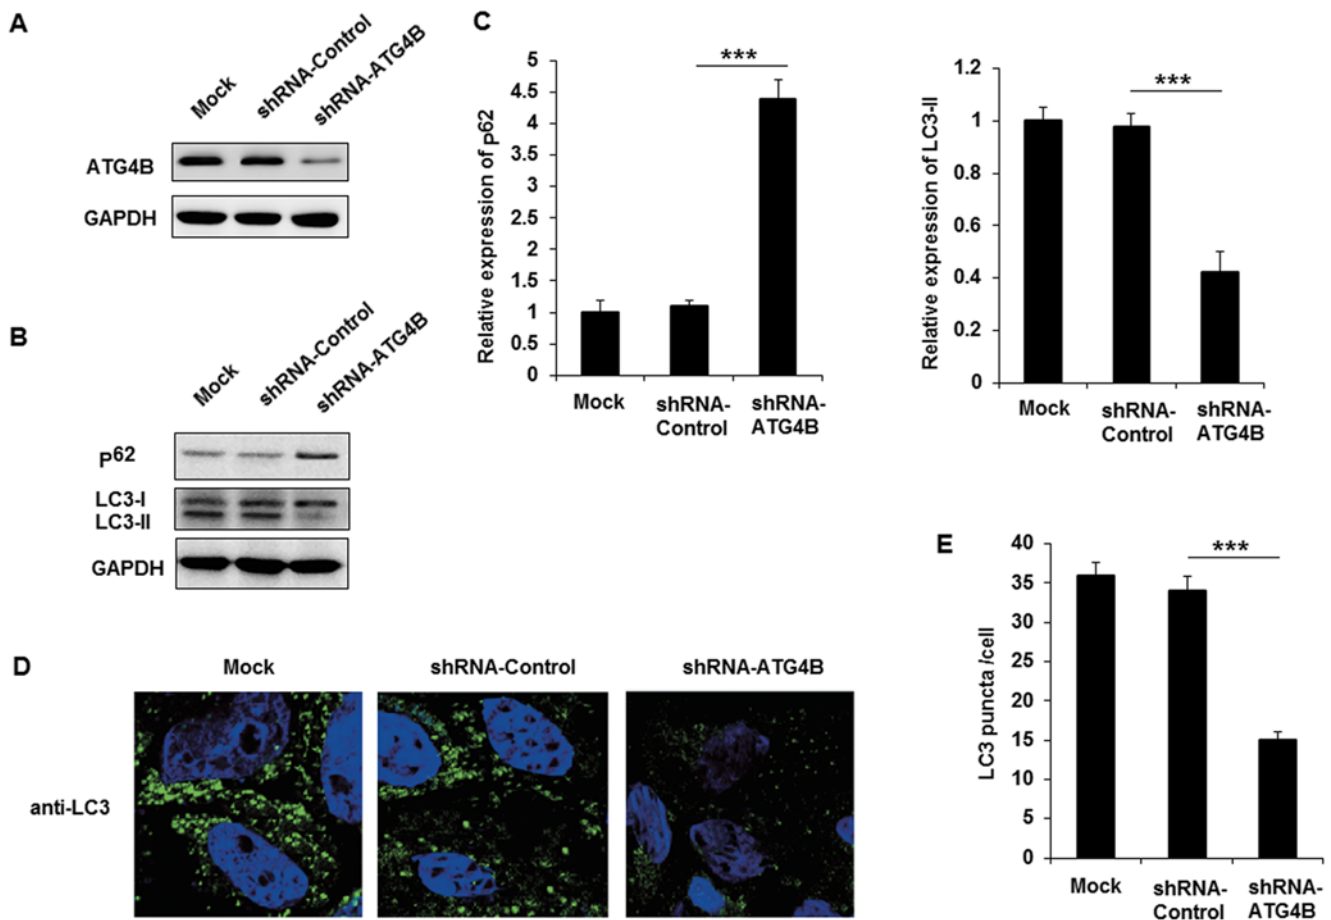 A
Mock
shRNA-Control
shRNA-ATG4B
ATG4B
GAPDH
B
Mock
shRNA-Control
shRNA-ATG4B
P62
LC3-I
LC3-II
GAPDH
C
Relative expression of p62
5
4.5
4
3.5
3
2.5
2
1.5
1
0.5
0
***
Mock
shRNA-
Control
shRNA-
ATG4B
Relative expression of LC3-II
1.2
1
0.8
0.6
0.4
0.2
0
***
Mock
shRNA-
Control
shRNA-
ATG4B
D
Mock
shRNA-Control
shRNA-ATG4B
anti-LC3
E
LC3 puncta /cell
40
35
30
25
20
15
10
5
0
***
Mock
shRNA-
Control
shRNA-
ATG4B